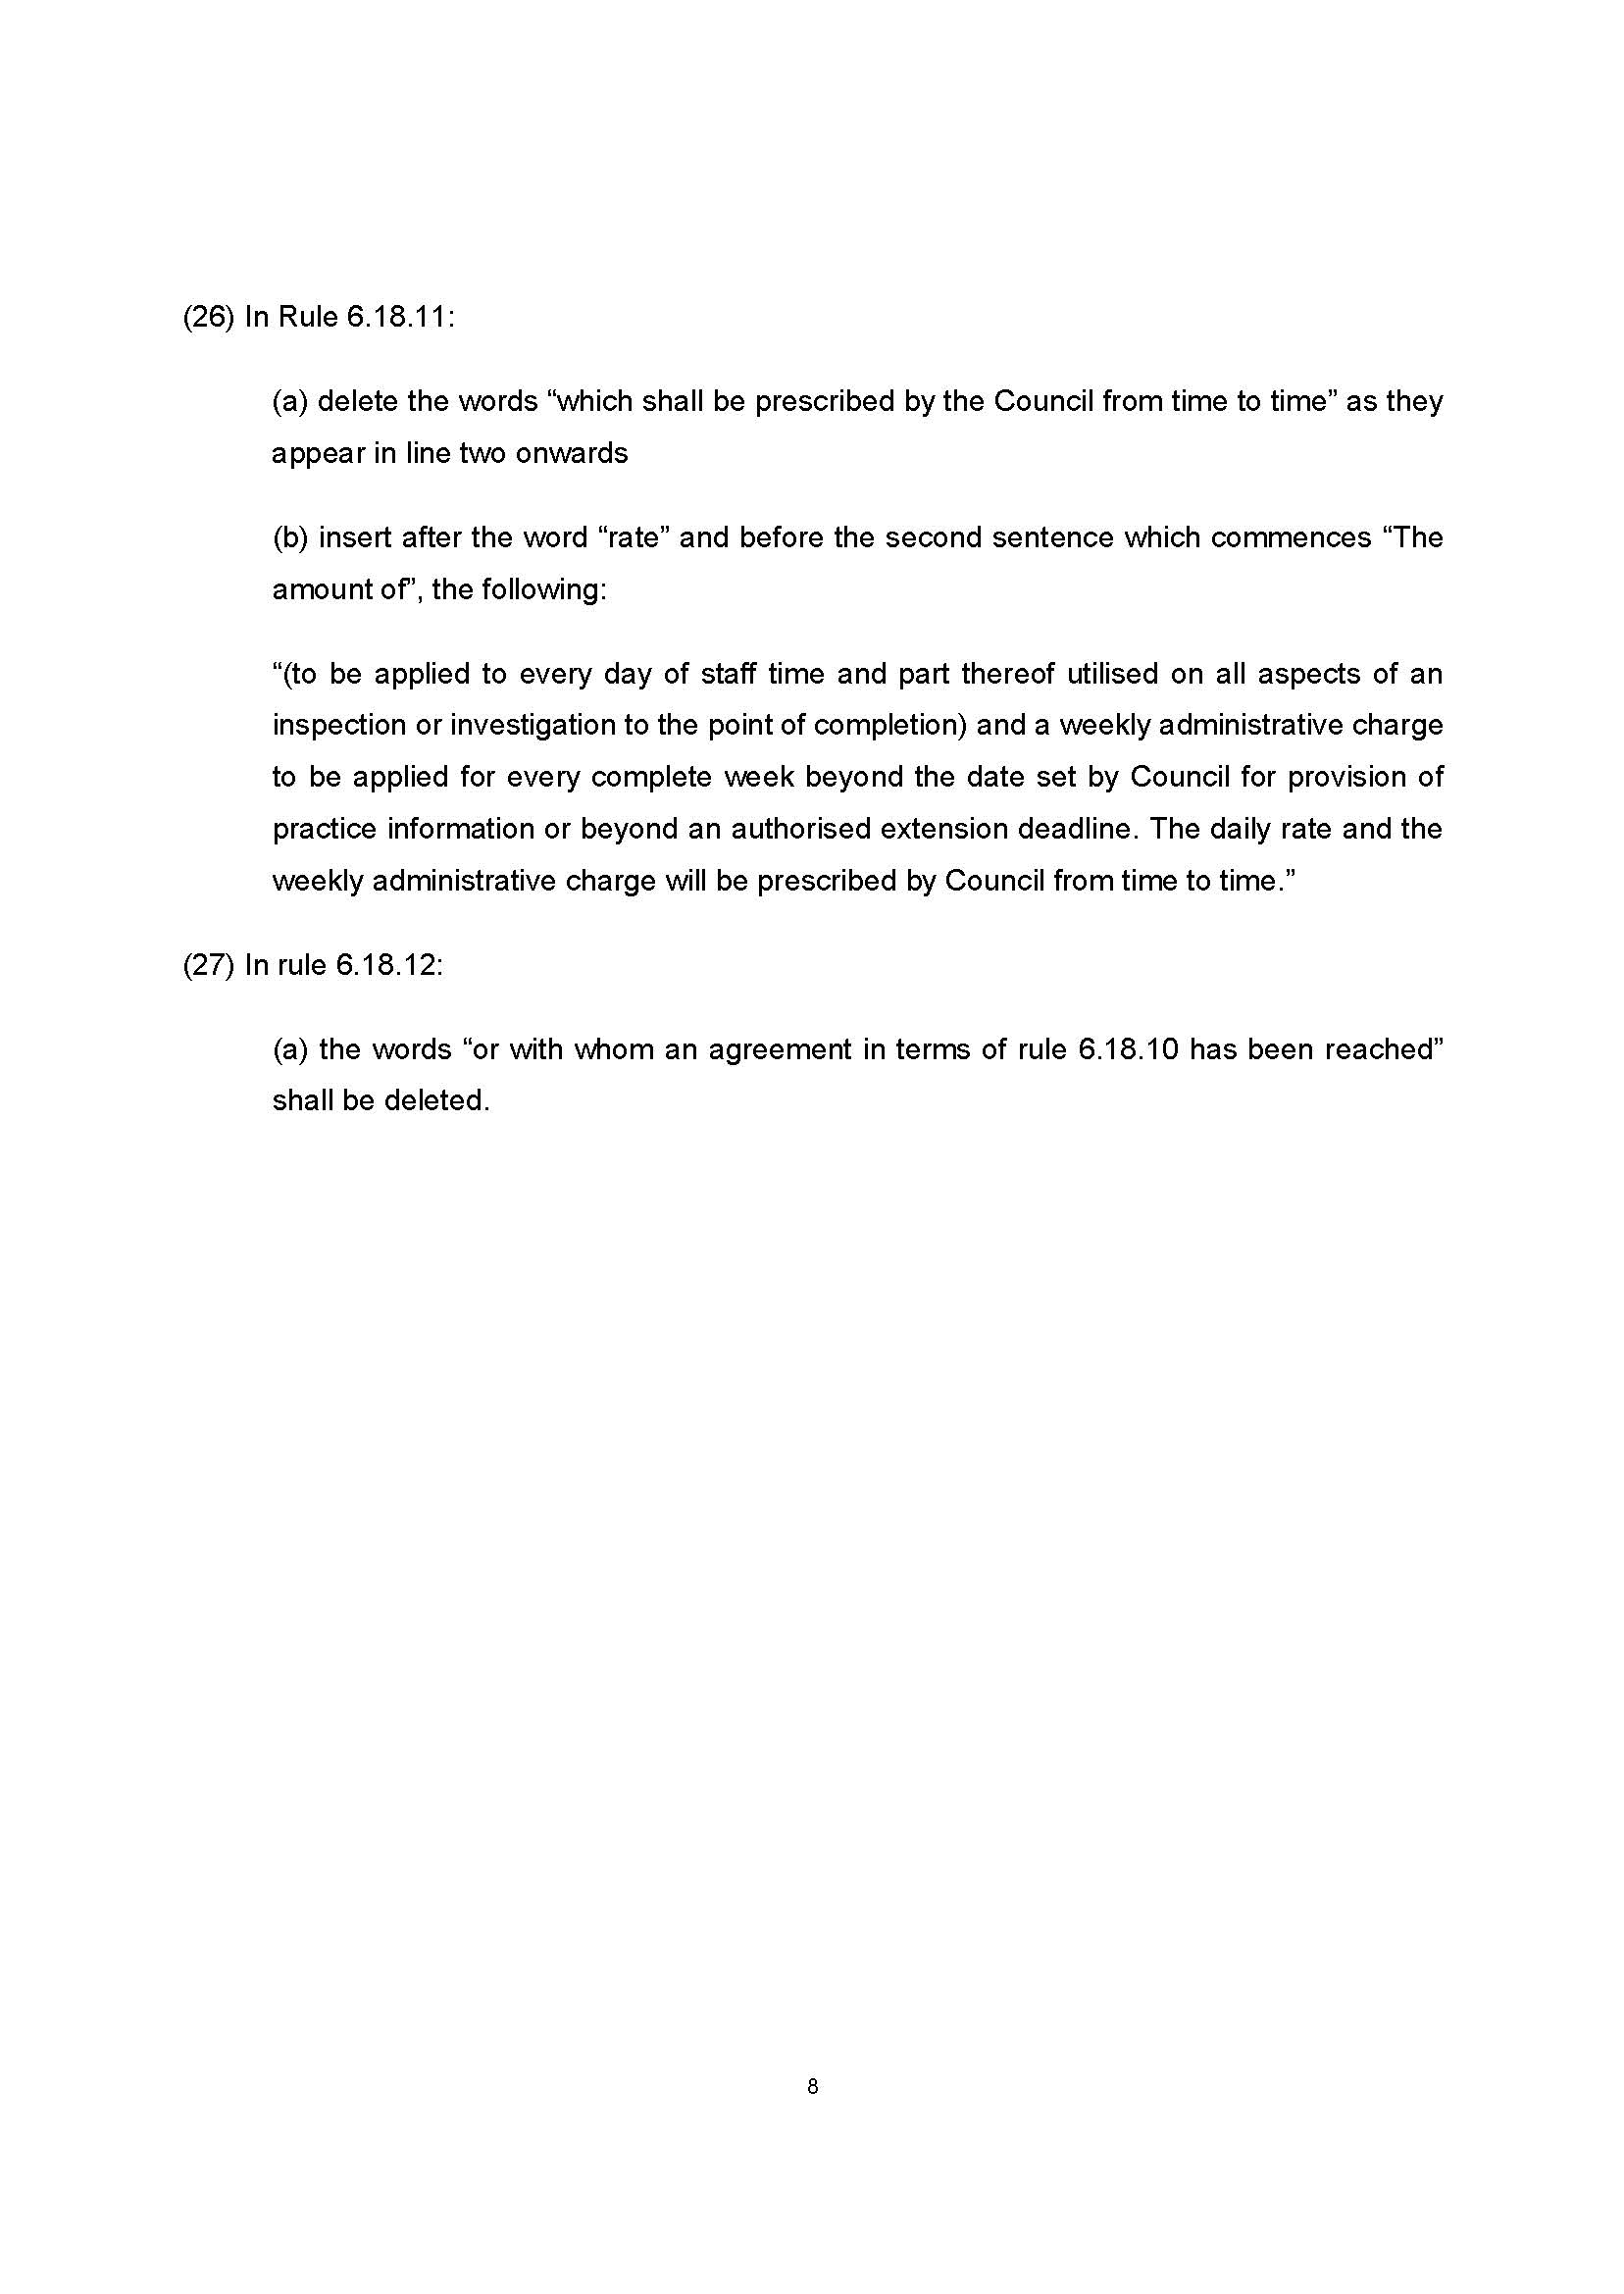 (26) In Rule 6.18.11:
(a) delete the words “which shall be prescribed by the Council from time to time” as they
appear in line two onwards
(b) insert after the word “rate” and before the second sentence which commences “The
amount of”, the following:
“(to be applied to every day of staff time and part thereof utilised on all aspects of an
inspection or investigation to the point of completion) and a weekly administrative charge
to be applied for every complete week beyond the date set by Council for provision of
practice information or beyond an authorised extension deadline. The daily rate and the
weekly administrative charge will be prescribed by Council from time to time.”
(27) In rule 6.18.12:
(a) the words “or with whom an agreement in terms of rule 6.18.10 has been reached”
shall be deleted.
8